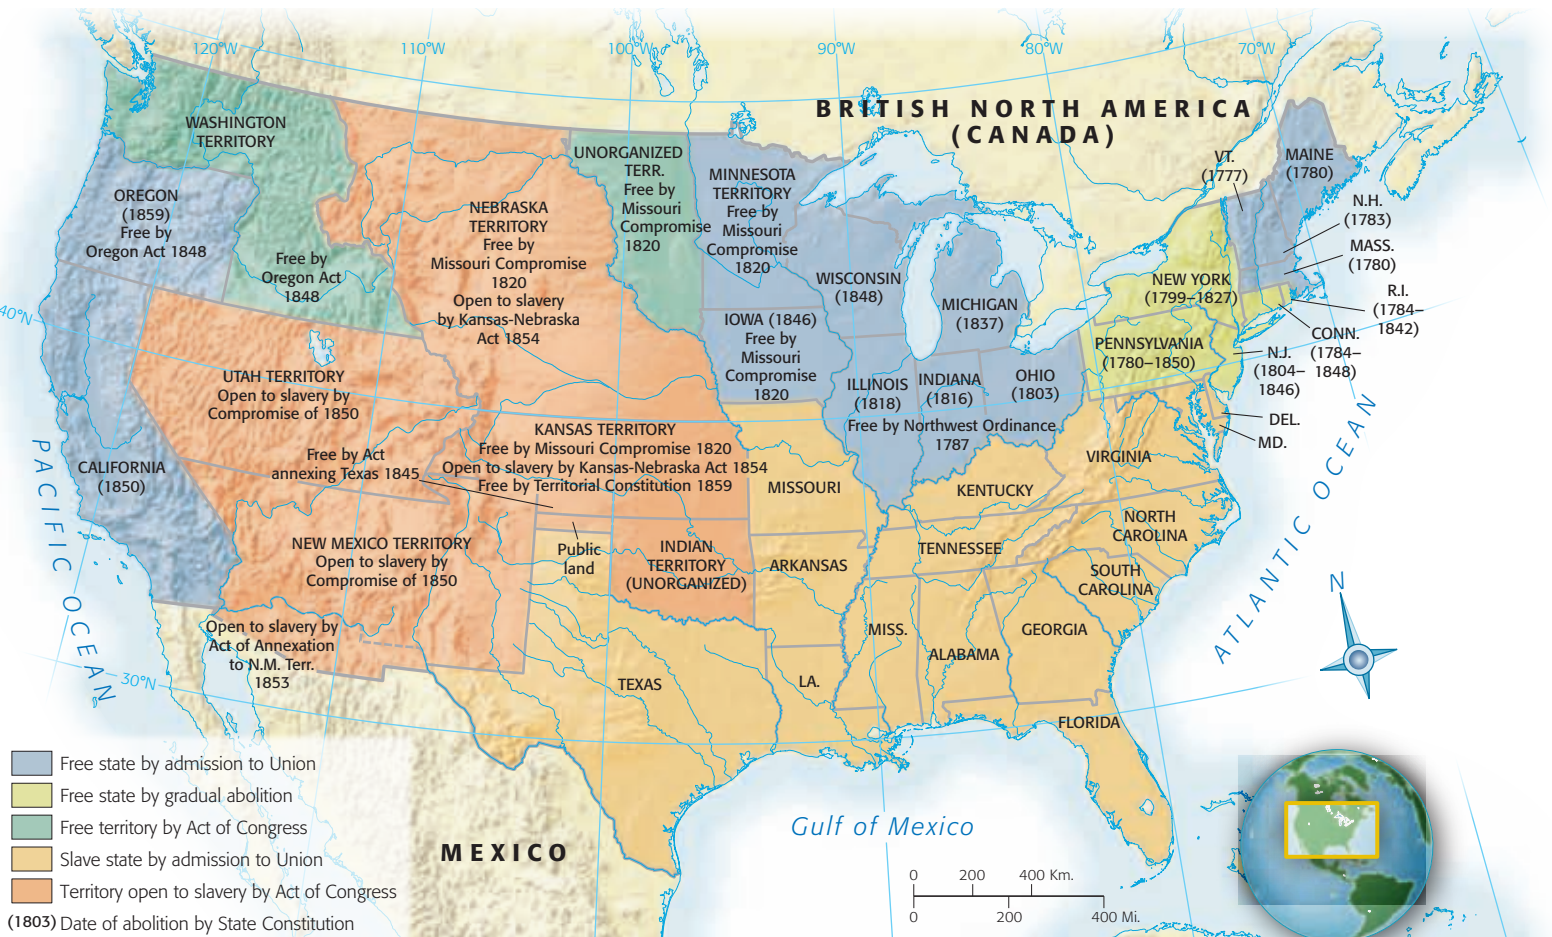 120°W
110°W
100°W
90°W
80°W
70°W
BRITISH NORTH AMERICA
(CANADA)
WASHINGTON
TERRITORY
OREGON
(1859)
Free by
Oregon Act 1848
Free by
Oregon Act
1848
NEBRASKA
TERRITORY
Free by
Missouri Compromise
1820
Open to slavery
by Kansas-Nebraska
Act 1854
UNORGANIZED
TERR.
Free by
Missouri
Compromise
1820
MINNESOTA
TERRITORY
Free by
Missouri
Compromise
1820
WISCONSIN
(1848)
MICHIGAN
(1837)
VT.
(1777)
MAINE
(1780)
N.H.
(1783)
MASS.
(1780)
R.I.
(1784–
1842)
CONN.
(1784–
1848)
N.J.
(1804–
1846)
DEL.
MD.
NEW YORK
(1799–1827)
PENNSYLVANIA
(1780–1850)
40°N
IOWA (1846)
Free by
Missouri
Compromise
1820
ILLINOIS
(1818)
INDIANA
(1816)
OHIO
(1803)
Free by Northwest Ordinance
1787
UTAH TERRITORY
Open to slavery by
Compromise of 1850
Free by Act
annexing Texas 1845
KANSAS TERRITORY
Free by Missouri Compromise 1820
Open to slavery by Kansas-Nebraska Act 1854
Free by Territorial Constitution 1859
CALIFORNIA
(1850)
MISSOURI
KENTUCKY
VIRGINIA
NORTH
CAROLINA
TENNESSEE
SOUTH
CAROLINA
NEW MEXICO TERRITORY
Open to slavery by
Compromise of 1850
Public
land
INDIAN
TERRITORY
(UNORGANIZED)
ARKANSAS
MISS.
ALABAMA
GEORGIA
Open to slavery by
Act of Annexation
to N.M. Terr.
1853
TEXAS
LA.
FLORIDA
30°N
PACIFIC OCEAN
ATLANTIC OCEAN
N
Gulf of Mexico
MEXICO
Free state by admission to Union
Free state by gradual abolition
Free territory by Act of Congress
Slave state by admission to Union
Territory open to slavery by Act of Congress
(1803) Date of abolition by State Constitution
0 200 400 Km.
0 200 400 Mi.